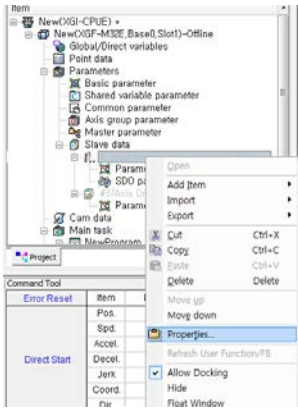 Item
New(XGI-CPUE)
New(XGF-M32E,Base0,Slot1)-Offline
Global/Direct variables
Point data
Parameters
Basic parameter
Shared variable parameter
Common parameter
Axis group parameter
Master parameter
Slave data
Param
SDO pa
Param
Cam data
Main task
NewProgram
Project
Open
Add Item
Import
Export
Cut Ctrl+X
Copy Ctrl+C
Paste Ctrl+V
Delete Delete
Move up
Move down
Properties...
Refresh User Function/FB
Allow Docking
Hide
Float Window
Command Tool
Error Reset Item
Pos.
Spd.
Accel.
Direct Start Decel.
Jerk
Coord.
Dir.